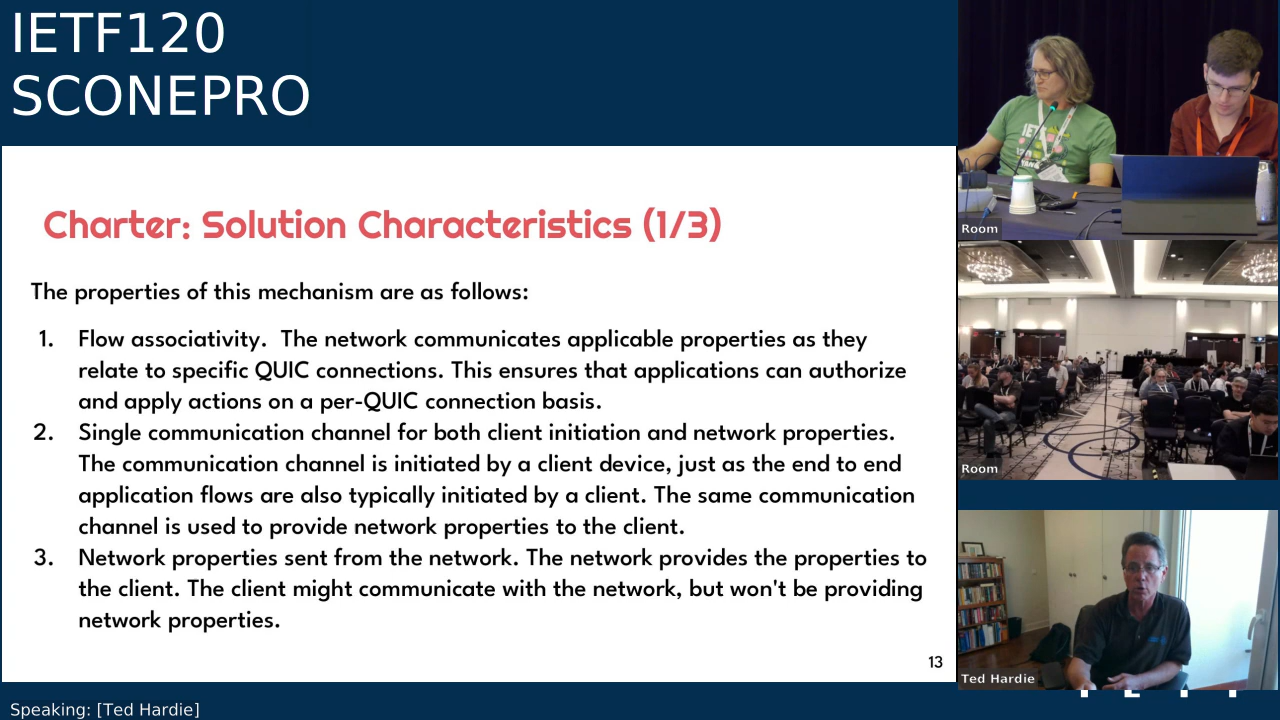 IETF120
SCONEPRO
Charter: Solution Characteristics (1/3)
The properties of this mechanism are as follows:
1. Flow associativity. The network communicates applicable properties as they
relate to specific QUIC connections. This ensures that applications can authorize
and apply actions on a per-QUIC connection basis.
2. Single communication channel for both client initiation and network properties.
The communication channel is initiated by a client device, just as the end to end
application flows are also typically initiated by a client. The same communication
channel is used to provide network properties to the client.
3. Network properties sent from the network. The network provides the properties to
the client. The client might communicate with the network, but won't be providing
network properties.
13
Room
Room
Ted Hardie
Speaking: [Ted Hardie]